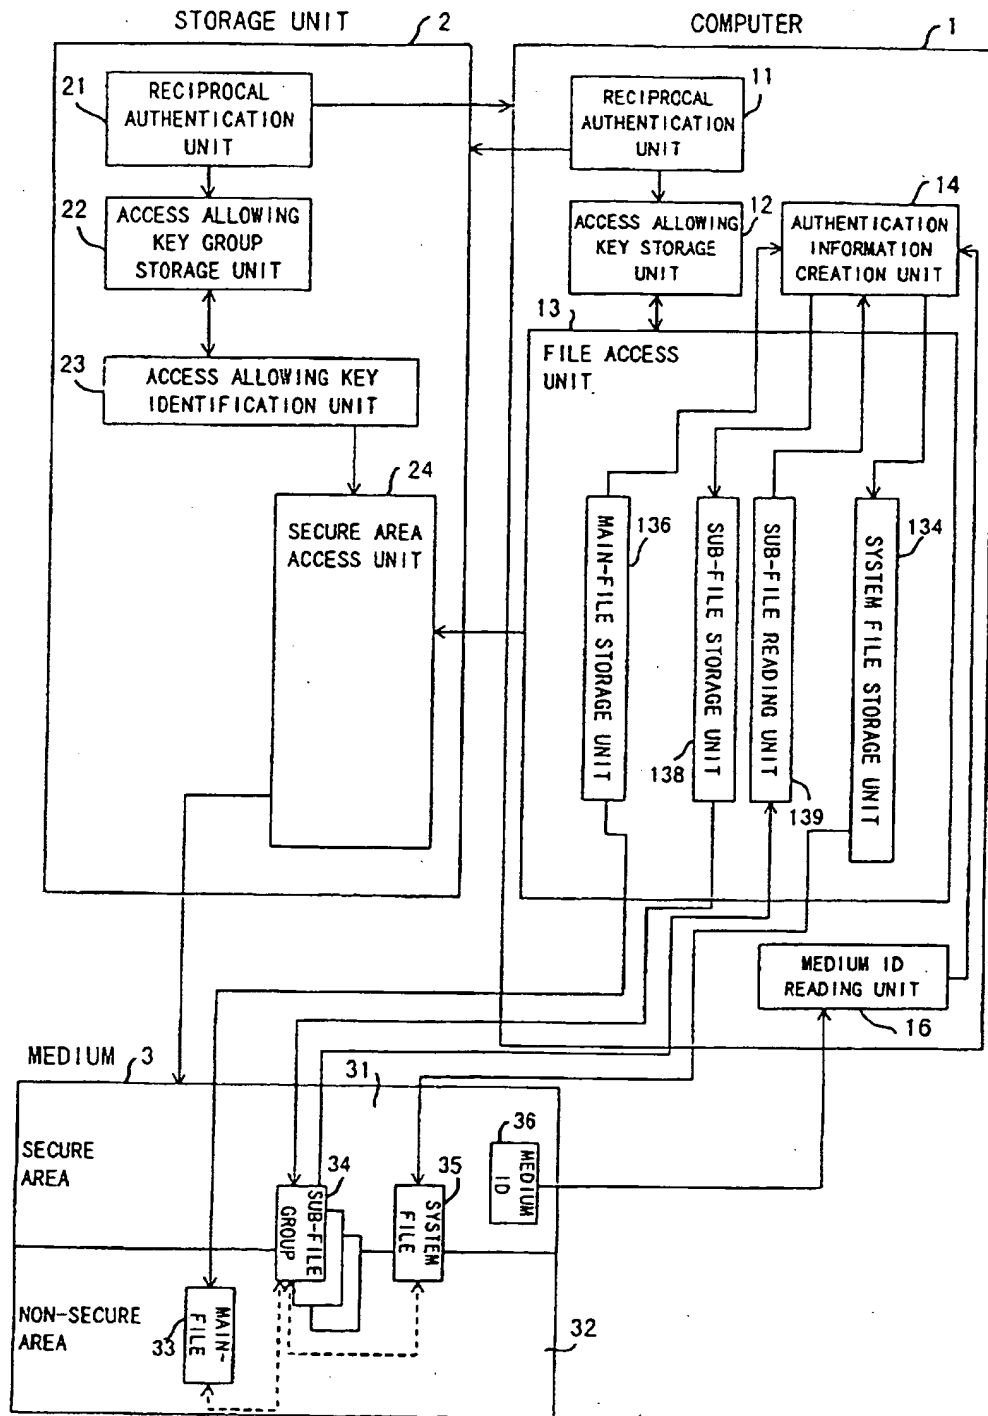 STORAGE UNIT
2
COMPUTER
1
21
RECIPROCAL
AUTHENTICATION
UNIT
11
RECIPROCAL
AUTHENTICATION
UNIT
22
ACCESS ALLOWING
KEY GROUP
STORAGE UNIT
12
ACCESS ALLOWING
KEY STORAGE
UNIT
14
AUTHENTICATION
INFORMATION
CREATION UNIT
23
ACCESS ALLOWING KEY
IDENTIFICATION UNIT
13
FILE ACCESS
UNIT
24
SECURE AREA
ACCESS UNIT
MAIN-FILE STORAGE UNIT
136
SUB-FILE STORAGE UNIT
138
SUB-FILE READING UNIT
139
SYSTEM FILE STORAGE UNIT
134
MEDIUM ID
READING UNIT
16
MEDIUM 3
31
SECURE
AREA
34
SUB-FILE
GROUP
35
SYSTEM
FILE
36
MEDIUM
ID
NON-SECURE
AREA
33
MAIN-
FILE
32